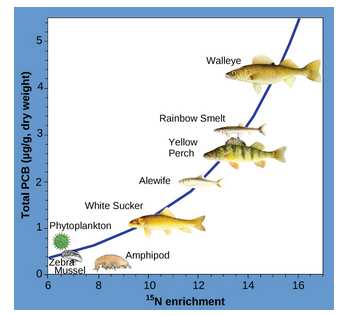 Total PCB (µg/g, dry weight)
5
4
3
2
1
0
Walleye
Rainbow Smelt
Yellow
Perch
Alewife
White Sucker
Phytoplankton
Zebra
Mussel
Amphipod
6
8
10
12
14
16
15N enrichment